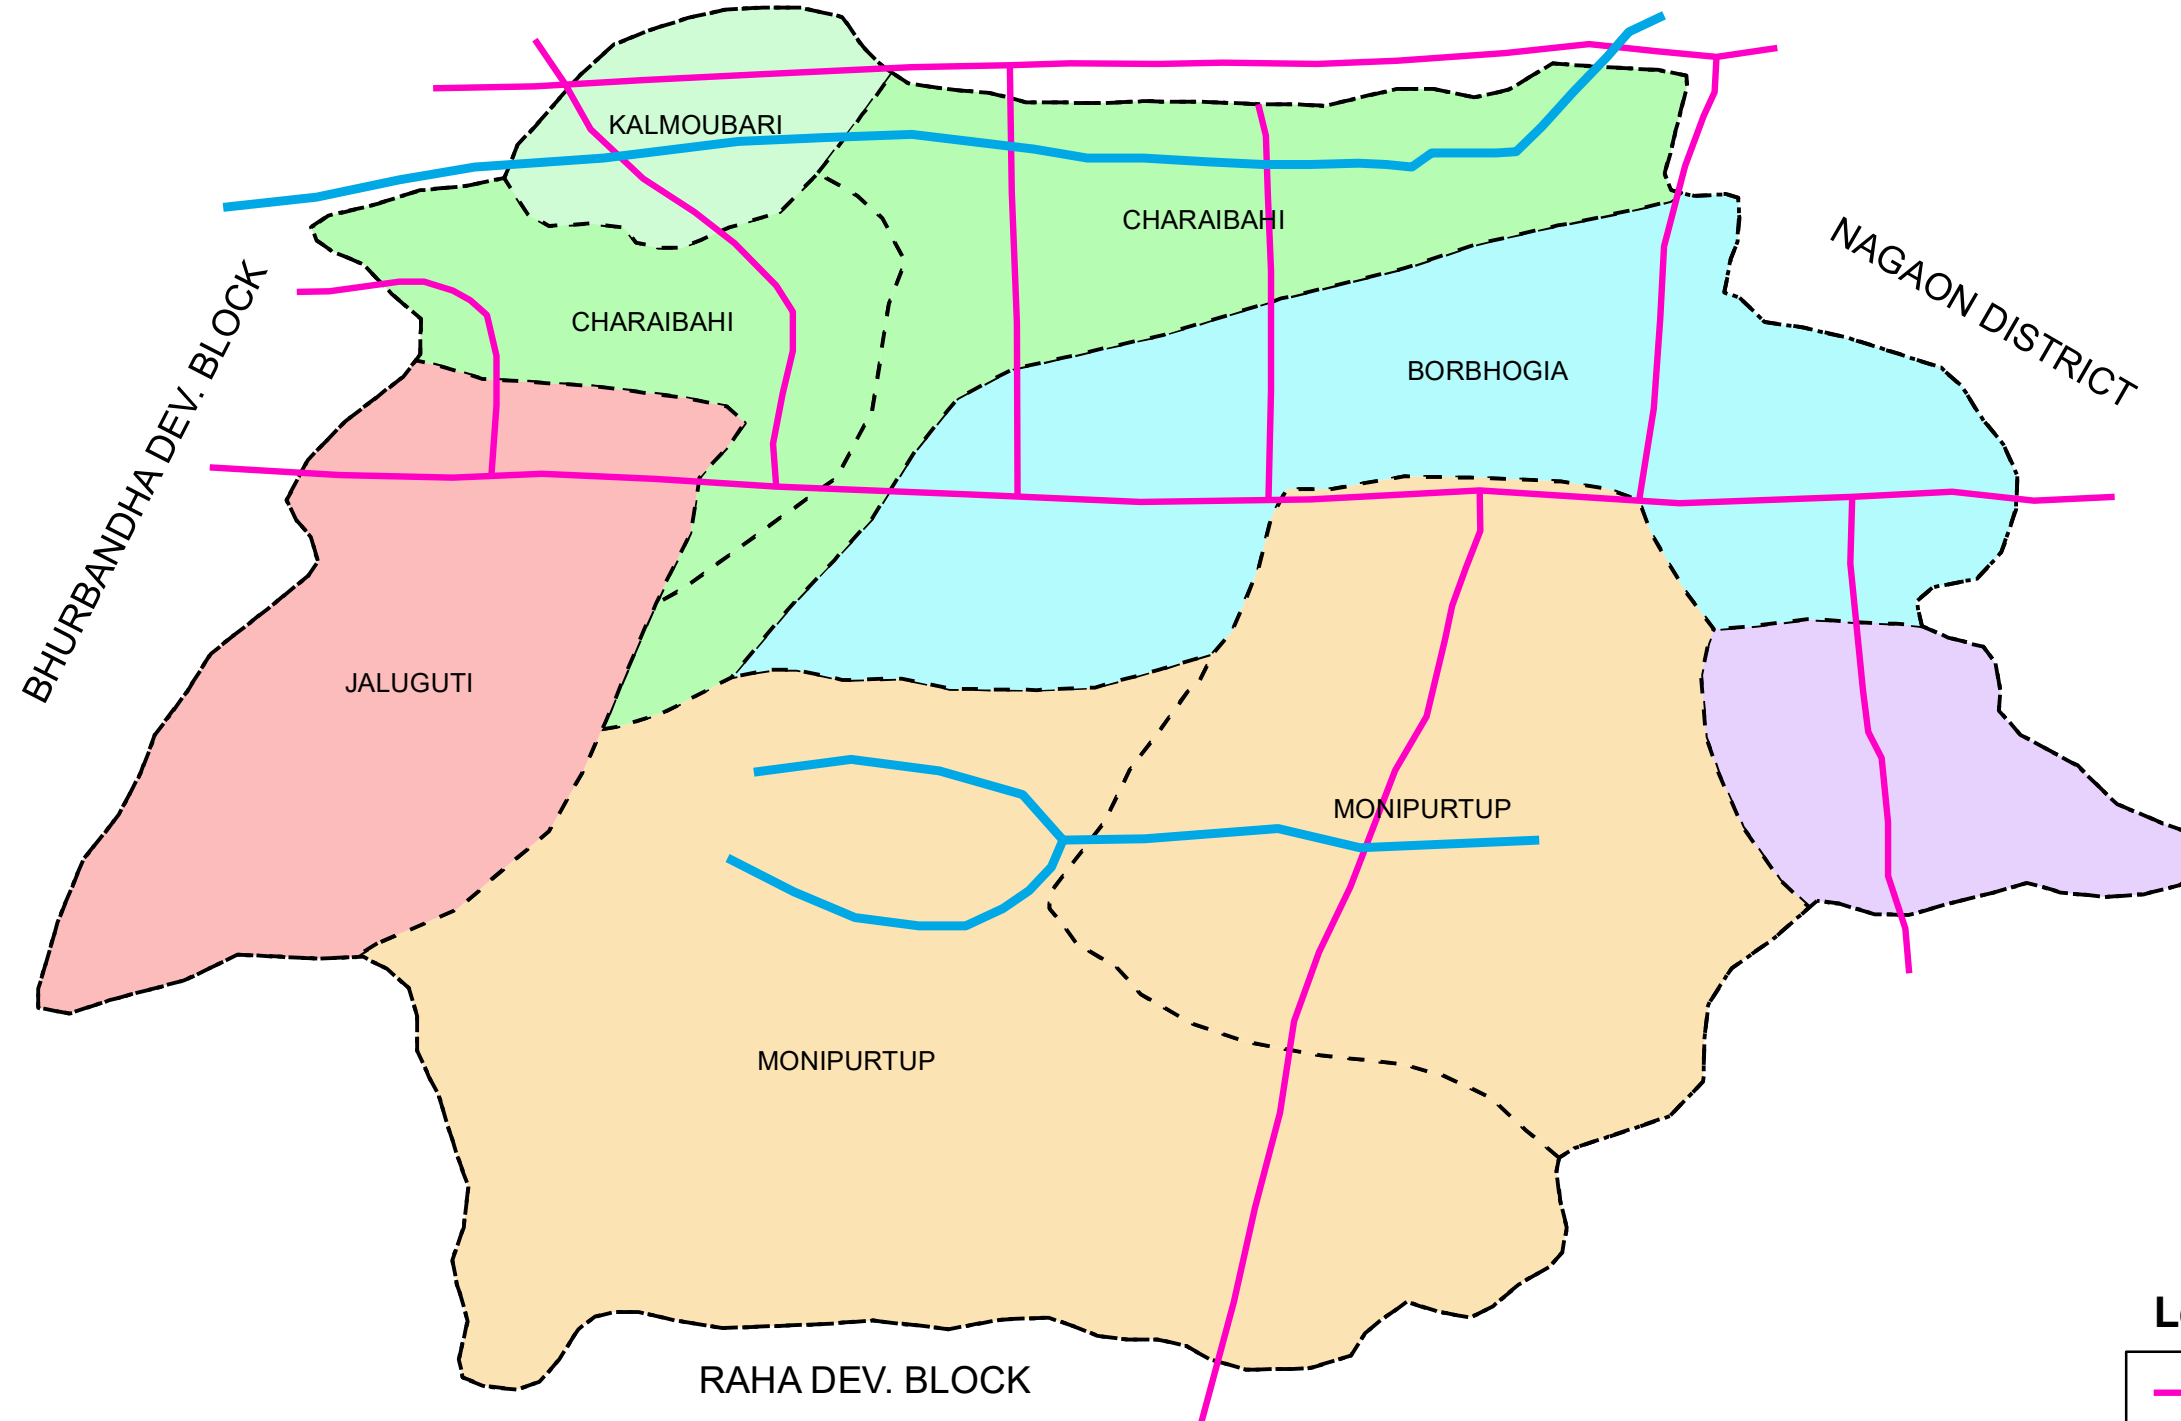 KALMOUBARI
CHARAIBAHI
NAGAON DISTRICT
CHARAIBAHI
BORBHOGIA
BHURBANDHA DEV. BLOCK
JALUGUTI
MONIPURTUP
MONIPURTUP
RAHA DEV. BLOCK